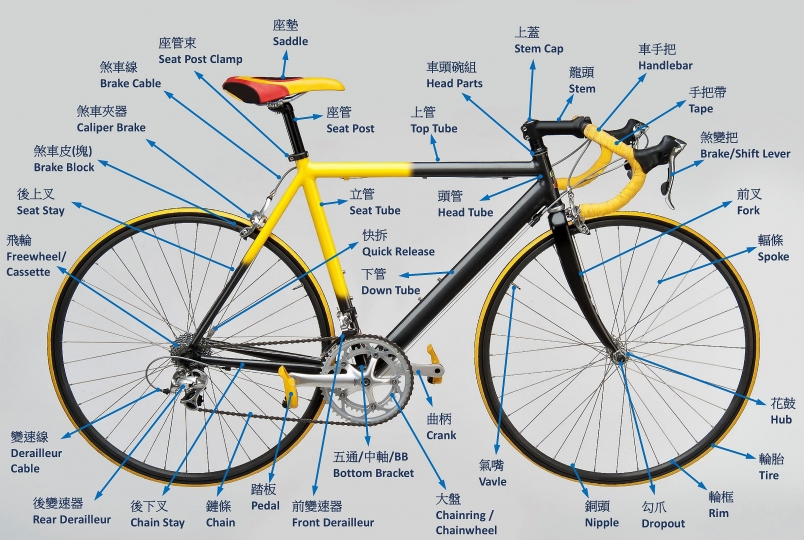 座墊
Saddle
座管束
Seat Post Clamp
煞車線
Brake Cable
煞車夾器
Caliper Brake
煞車皮(塊)
Brake Block
後上叉
Seat Stay
飛輪
Freewheel/
Cassette
座管
Seat Post
車頭碗組
Head Parts
上管
Top Tube
上蓋
Stem Cap
龍頭
Stem
車手把
Handlebar
手把帶
Tape
煞變把
Brake/Shift Lever
立管
Seat Tube
頭管
Head Tube
前叉
Fork
快拆
Quick Release
輻條
Spoke
下管
Down Tube
花鼓
Hub
曲柄
Crank
變速線
Derailleur
Cable
五通/中軸/BB
Bottom Bracket
氣嘴
Vavle
輪胎
Tire
後變速器
Rear Derailleur
後下叉
Chain Stay
鏈條
Chain
踏板
Pedal
前變速器
Front Derailleur
大盤
Chainring /
Chainwheel
銅頭
Nipple
勾爪
Dropout
輪框
Rim